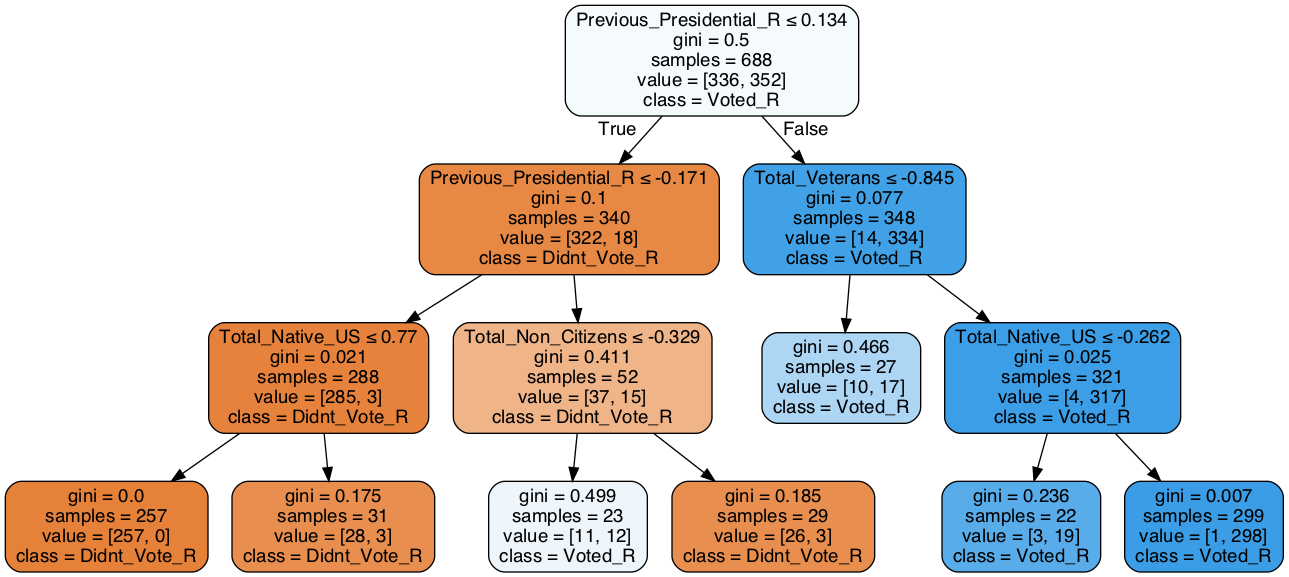 Previous_Presidential_R ≤ 0.134
gini = 0.5
samples = 688
value = [336, 352]
class = Voted_R
True
False
Previous_Presidential_R ≤ -0.171
gini = 0.1
samples = 340
value = [322, 18]
class = Didnt_Vote_R
Total_Veterans ≤ -0.845
gini = 0.077
samples = 348
value = [14, 334]
class = Voted_R
Total_Native_US ≤ 0.77
gini = 0.021
samples = 288
value = [285, 3]
class = Didnt_Vote_R
Total_Non_Citizens ≤ -0.329
gini = 0.411
samples = 52
value = [37, 15]
class = Didnt_Vote_R
gini = 0.466
samples = 27
value = [10, 17]
class = Voted_R
Total_Native_US ≤ -0.262
gini = 0.025
samples = 321
value = [4, 317]
class = Voted_R
gini = 0.0
samples = 257
value = [257, 0]
class = Didnt_Vote_R
gini = 0.175
samples = 31
value = [28, 3]
class = Didnt_Vote_R
gini = 0.499
samples = 23
value = [11, 12]
class = Voted_R
gini = 0.185
samples = 29
value = [26, 3]
class = Didnt_Vote_R
gini = 0.236
samples = 22
value = [3, 19]
class = Voted_R
gini = 0.007
samples = 299
value = [1, 298]
class = Voted_R